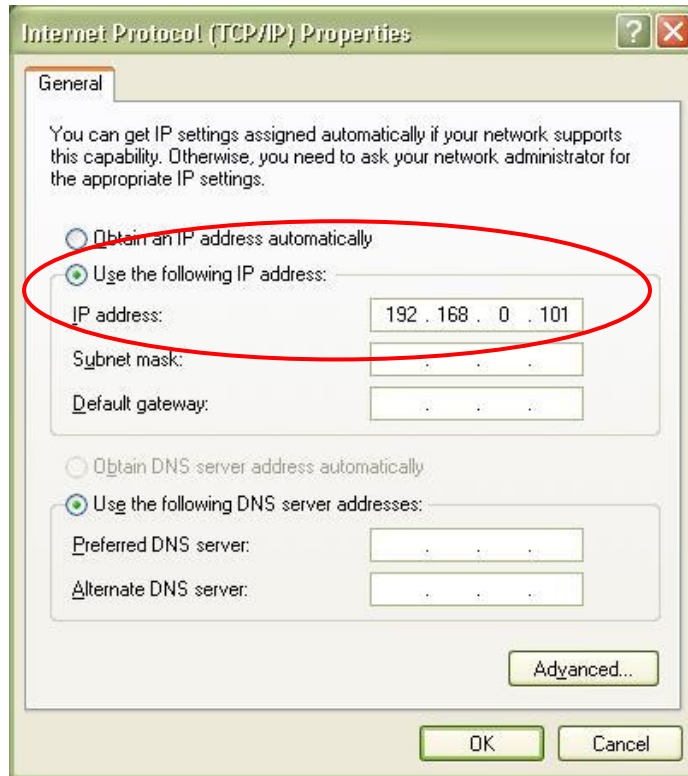 Internet Protocol (TCP/IP) Properties
General
You can get IP settings assigned automatically if your network supports
this capability. Otherwise, you need to ask your network administrator for
the appropriate IP settings.
Obtain an IP address automatically
Use the following IP address:
IP address: 192 . 168 . 0 . 101
Subnet mask: . . .
Default gateway: . . .
Obtain DNS server address automatically
Use the following DNS server addresses:
Preferred DNS server: . . .
Alternate DNS server: . . .
Advanced...
OK Cancel